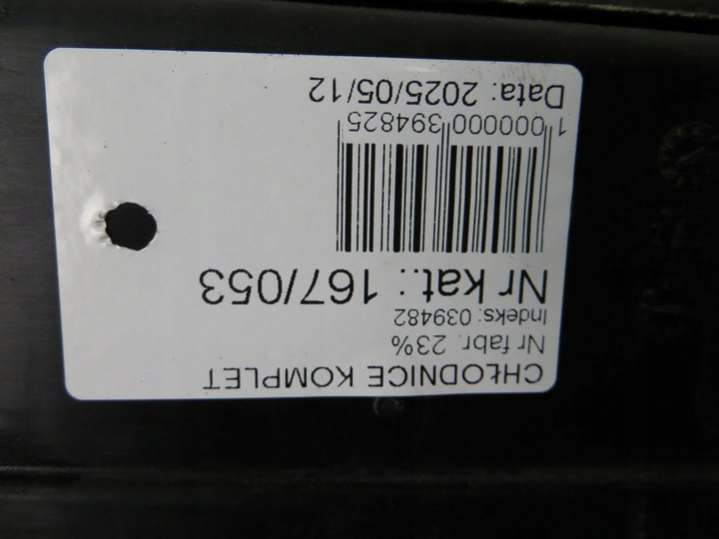 CHŁODNICE KOMPLET
Nr fabr. 23%
Indeks: 039482
Nr kat.: 167/053
1 000000 394825
Data: 2025/05/12